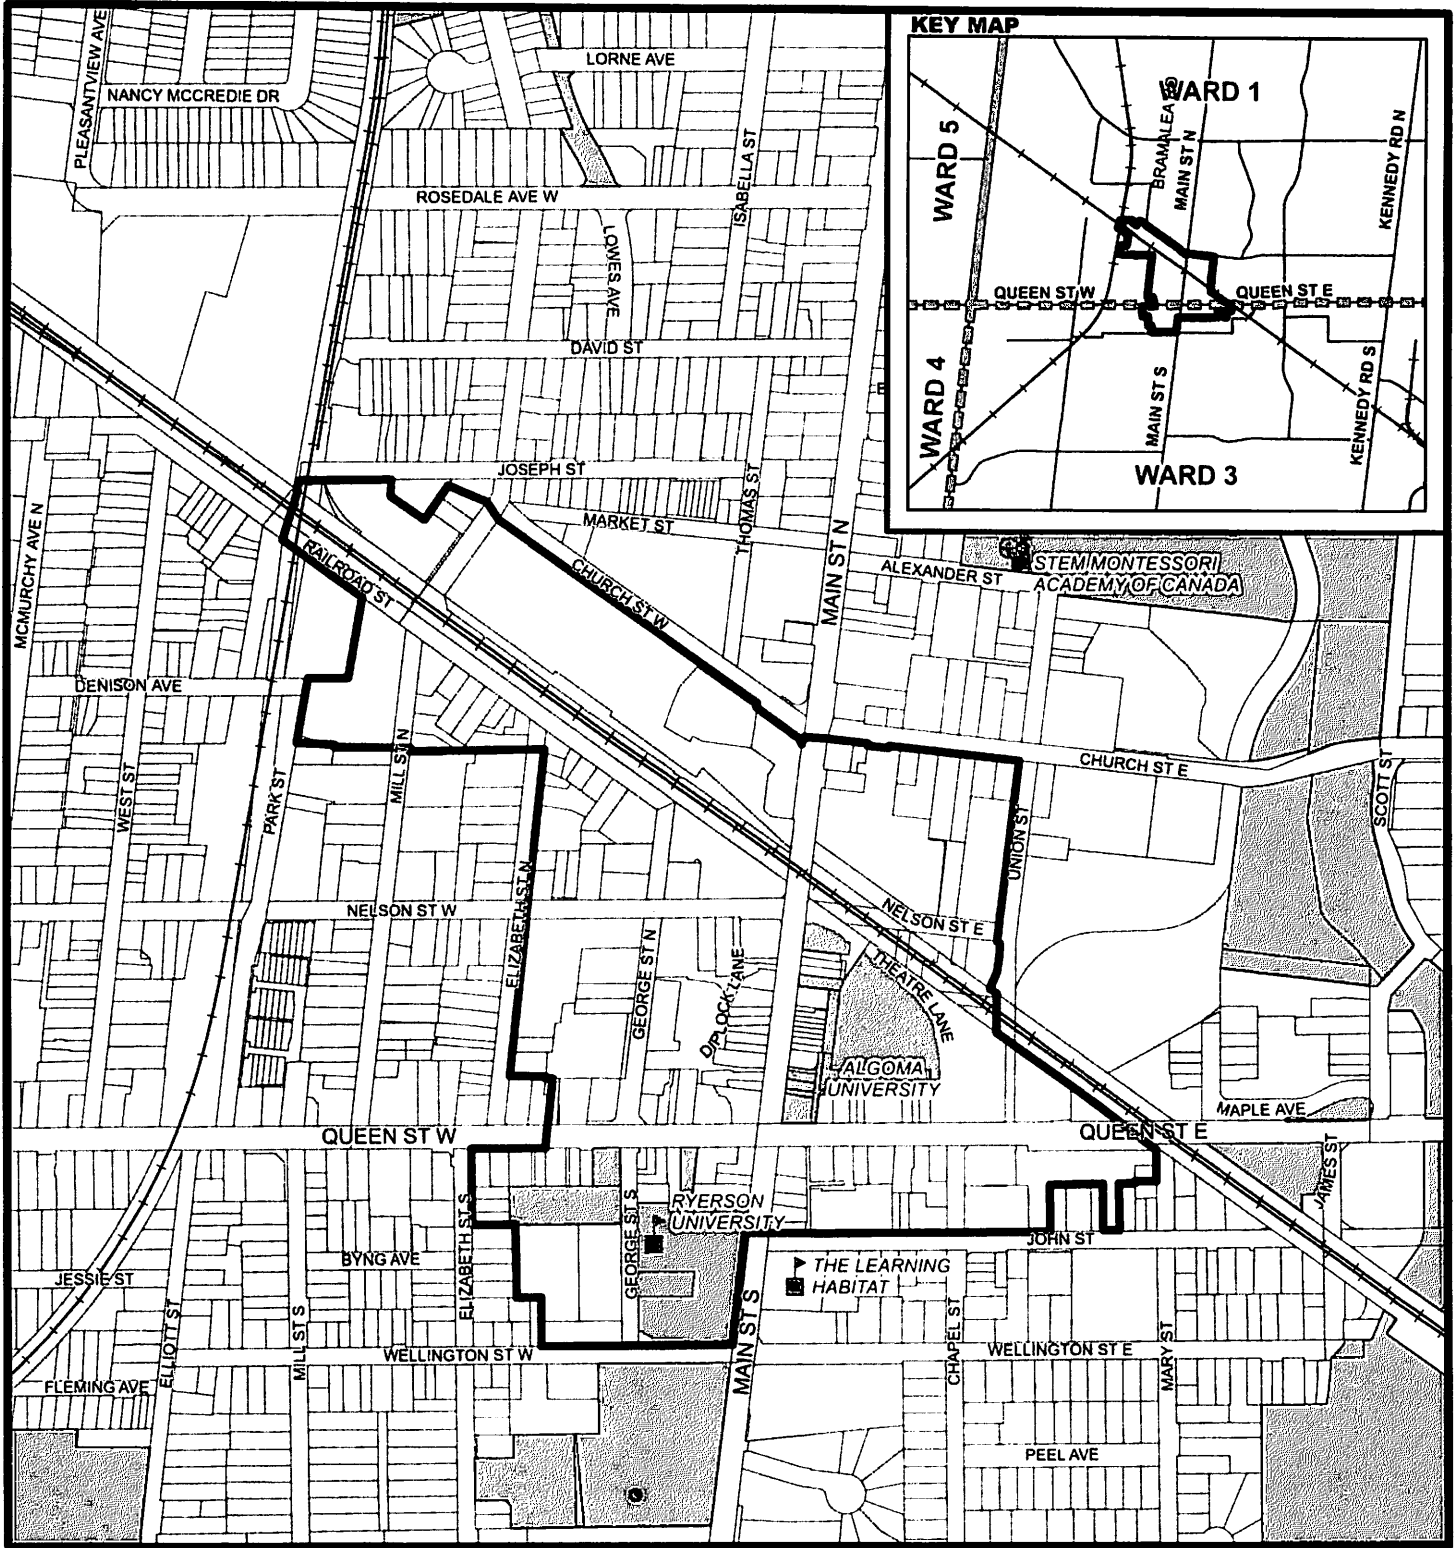 KEY MAP
WARD 1
WARD 5
BRAMALEA
MAIN ST N
KENNEDY RD N
QUEEN ST W
QUEEN ST E
WARD 4
MAIN ST S
KENNEDY RD S
WARD 3
PLEASANTVIEW AVE
NANCY MCCREDIE DR
LORNE AVE
ISABELLA ST
ROSEDALE AVE W
LOWES AVE
DAVID ST
JOSEPH ST
MARKET ST
THOMAS ST
MAIN ST N
ALEXANDER ST
STEM MONTESSORI
ACADEMY OF CANADA
MCMURCHY AVE N
RAILROAD ST
CHURCH ST W
DENISON AVE
WEST ST
PARK ST
MILL ST N
CHURCH ST E
SCOTT ST
UNION ST
ELIZABETH ST N
NELSON ST W
NELSON ST E
GEORGE ST N
DIPLOCK LANE
THEATRE LANE
ALGOMA
UNIVERSITY
MAPLE AVE
QUEEN ST W
QUEEN ST E
JAMES ST
RYERSON
UNIVERSITY
ELIZABETH ST S
GEORGE ST S
JOHN ST
BYNG AVE
THE LEARNING
HABITAT
JESSIE ST
ELLIOTT ST
MILL ST S
MAIN ST S
CHAPEL ST
MARY ST
WELLINGTON ST W
WELLINGTON ST E
FLEMING AVE
PEEL AVE